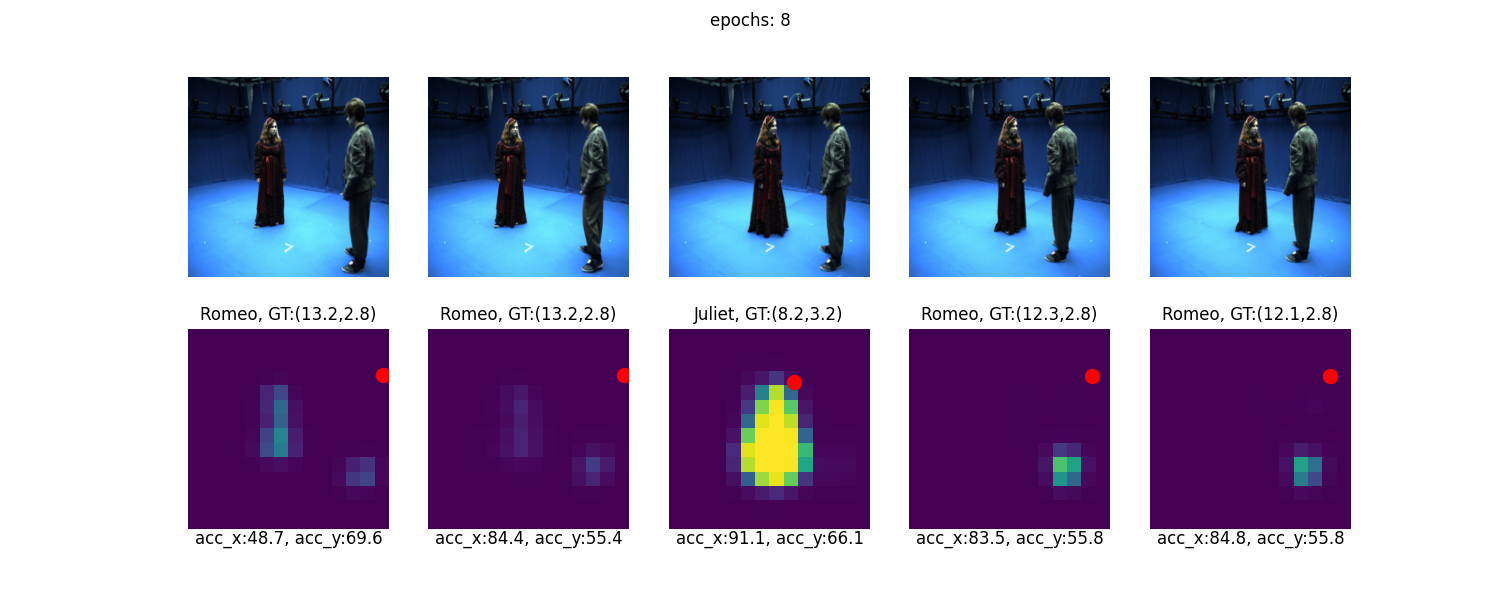 epochs: 8
Romeo, GT:(13.2,2.8)
Romeo, GT:(13.2,2.8)
Juliet, GT:(8.2,3.2)
Romeo, GT:(12.3,2.8)
Romeo, GT:(12.1,2.8)
acc_x:48.7, acc_y:69.6
acc_x:84.4, acc_y:55.4
acc_x:91.1, acc_y:66.1
acc_x:83.5, acc_y:55.8
acc_x:84.8, acc_y:55.8